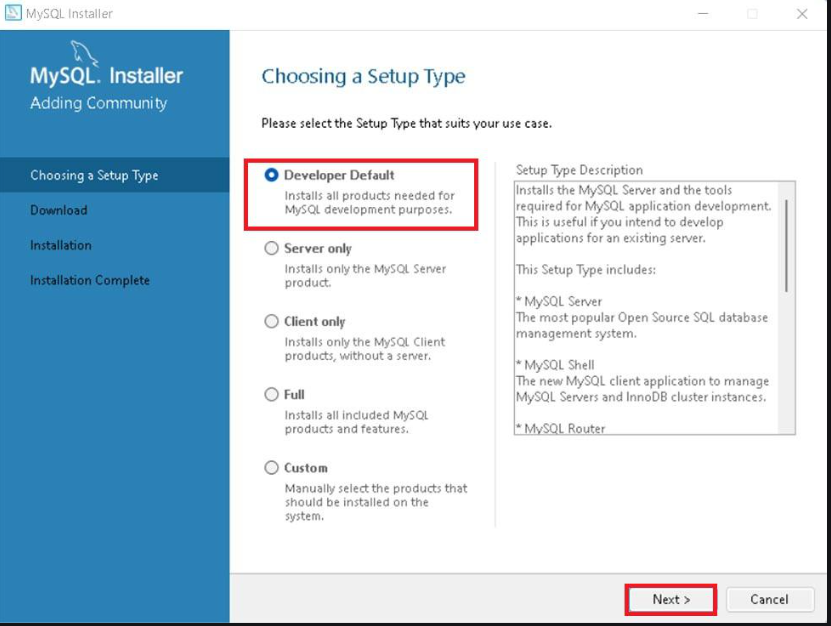 MySQL Installer
MySQL. Installer
Adding Community
Choosing a Setup Type
Download
Installation
Installation Complete
Choosing a Setup Type
Please select the Setup Type that suits your use case.
Developer Default
Installs all products needed for
MySQL development purposes.
Server only
Installs only the MySQL Server
product.
Client only
Installs only the MySQL Client
products, without a server.
Full
Installs all included MySQL
products and features.
Custom
Manually select the products that
should be installed on the
system.
Setup Type Description
Installs the MySQL Server and the tools
required for MySQL application development.
This is useful if you intend to develop
applications for an existing server.
This Setup Type includes:
* MySQL Server
The most popular Open Source SQL database
management system.
* MySQL Shell
The new MySQL client application to manage
MySQL Servers and InnoDB cluster instances.
* MySQL Router
Next >
Cancel